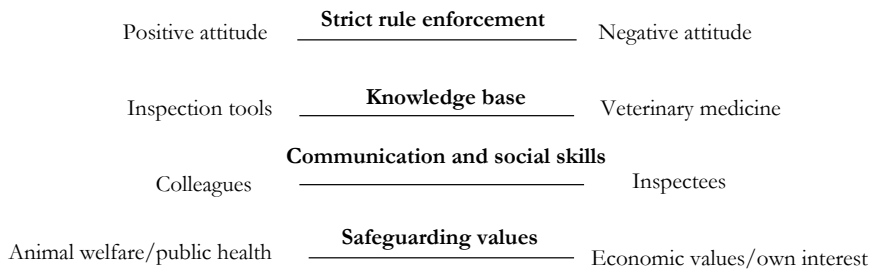 Strict rule enforcement
Positive attitude Negative attitude
Knowledge base
Inspection tools Veterinary medicine
Communication and social skills
Colleagues Inspectees
Safeguarding values
Animal welfare/public health Economic values/own interest